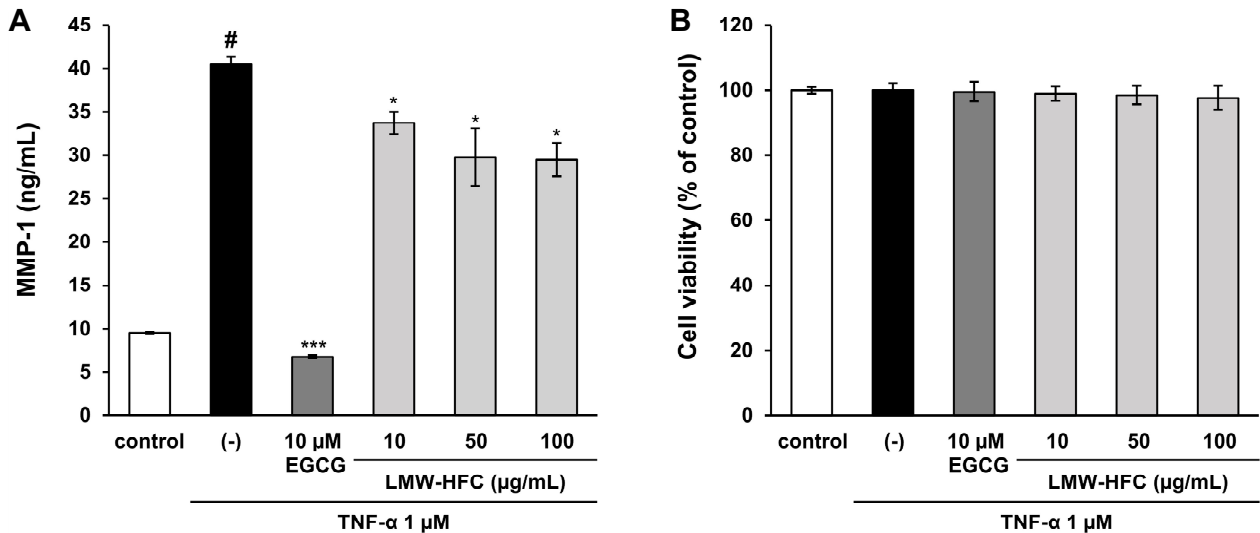 A
MMP-1 (ng/mL)
45
40
35
30
25
20
15
10
5
0
#
***
*
*
*
control
(-)
10 µM
EGCG
10
50
100
LMW-HFC (µg/mL)
TNF-α 1 µM
B
Cell viability (% of control)
120
100
80
60
40
20
0
control
(-)
10 µM
EGCG
10
50
100
LMW-HFC (µg/mL)
TNF-α 1 µM